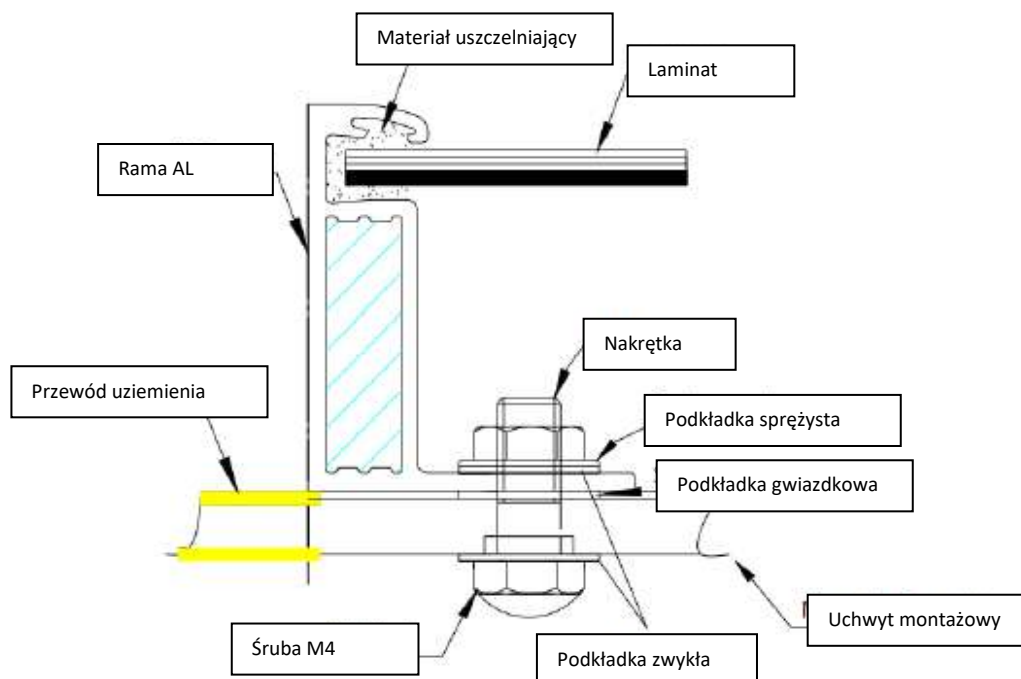 Materiał uszczelniający
Laminat
Rama AL
Nakrętka
Przewód uziemienia
Podkładka sprężysta
Podkładka gwiazdkowa
Uchwyt montażowy
Śruba M4
Podkładka zwykła